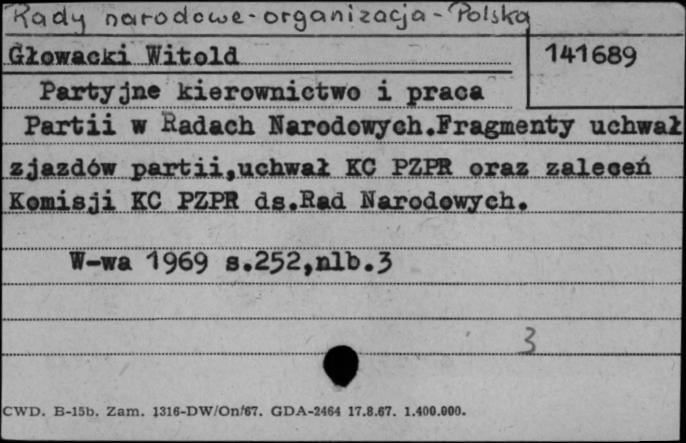 Rady narodowe-organizacja-Polska
Głowacki Witold
141689
Partyjne kierownictwo i praca
Partii w Radach Narodowych.Fragmenty uchwał
zjazdów partii,uchwał KC PZPR oraz zaleceń
Komisji KC PZPR ds.Rad Narodowych.
W-wa 1969 s.252,nlb.3
3
CWD. B-15b. Zam. 1316-DW/On/67. GDA-2464 17.8.67. 1.400.000.